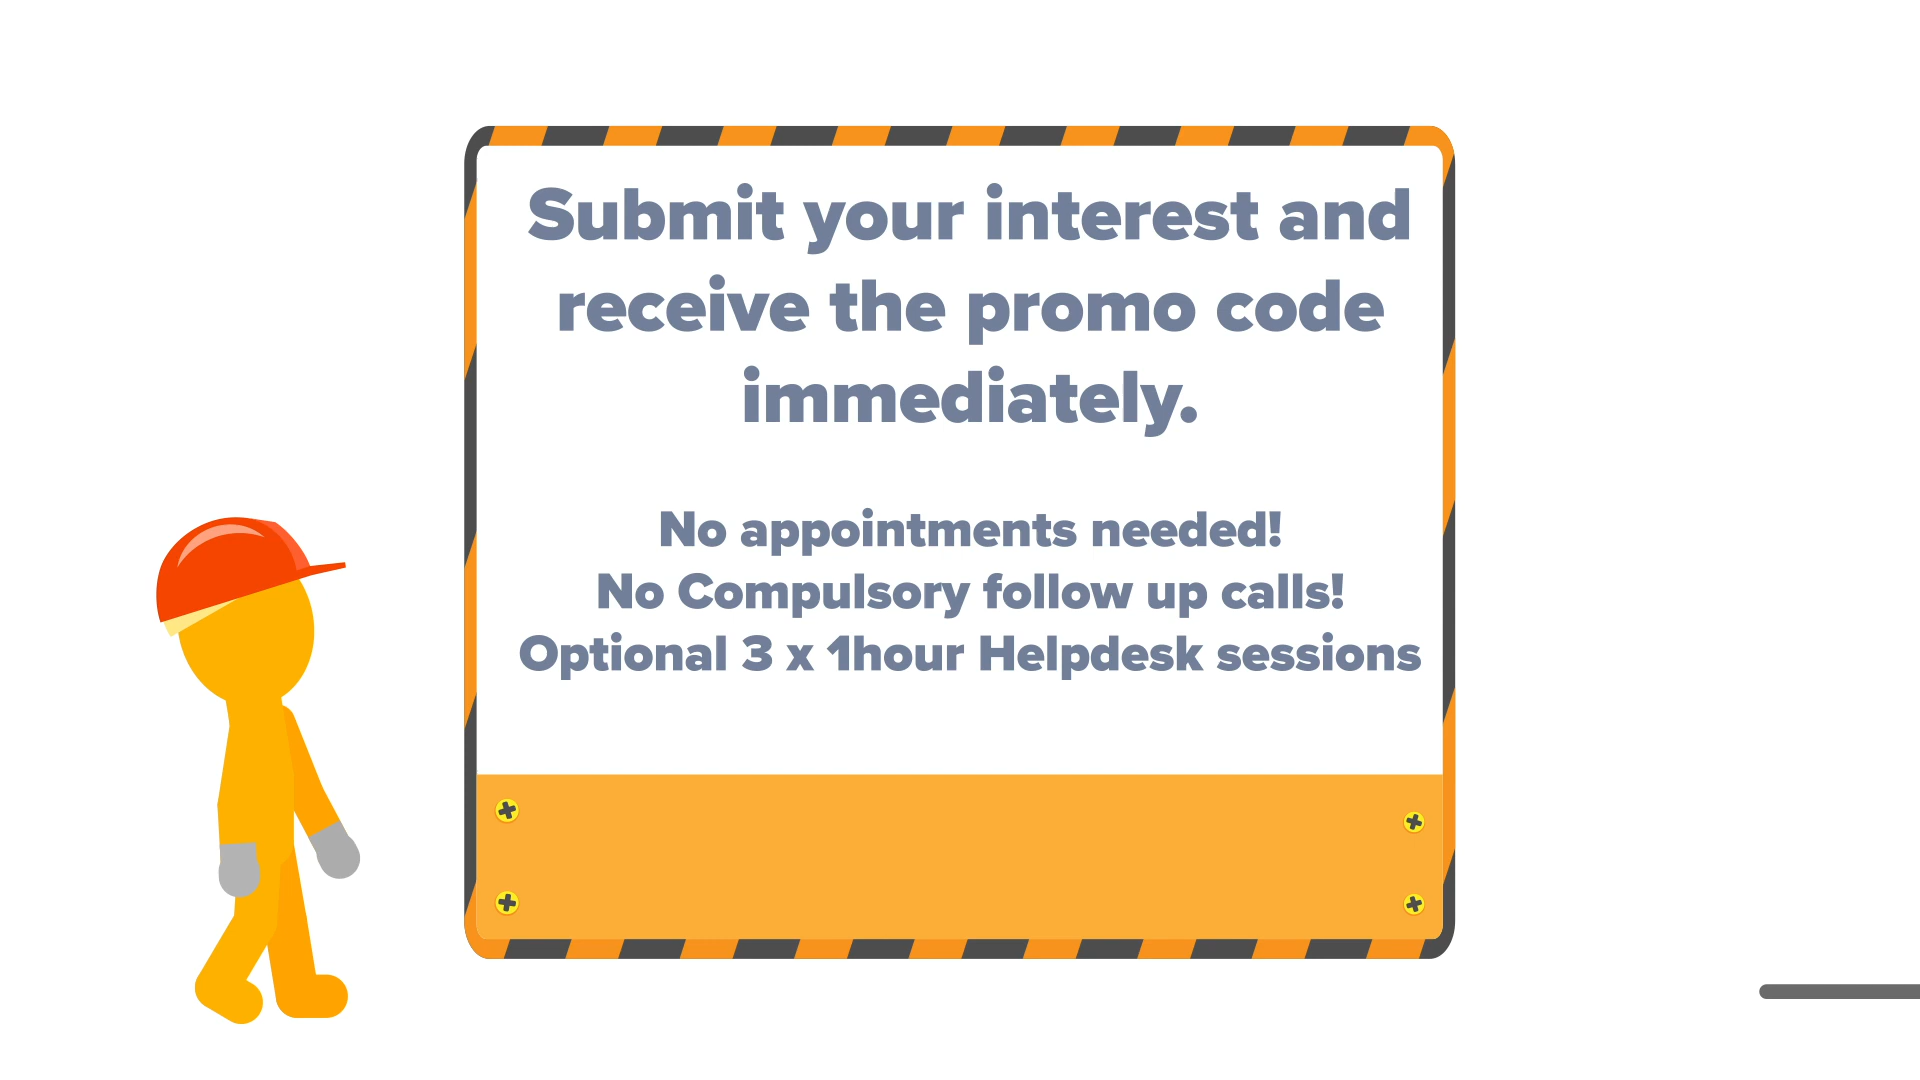 Submit your interest and
receive the promo code
immediately.
No appointments needed!
No Compulsory follow up calls!
Optional 3 x 1hour Helpdesk sessions